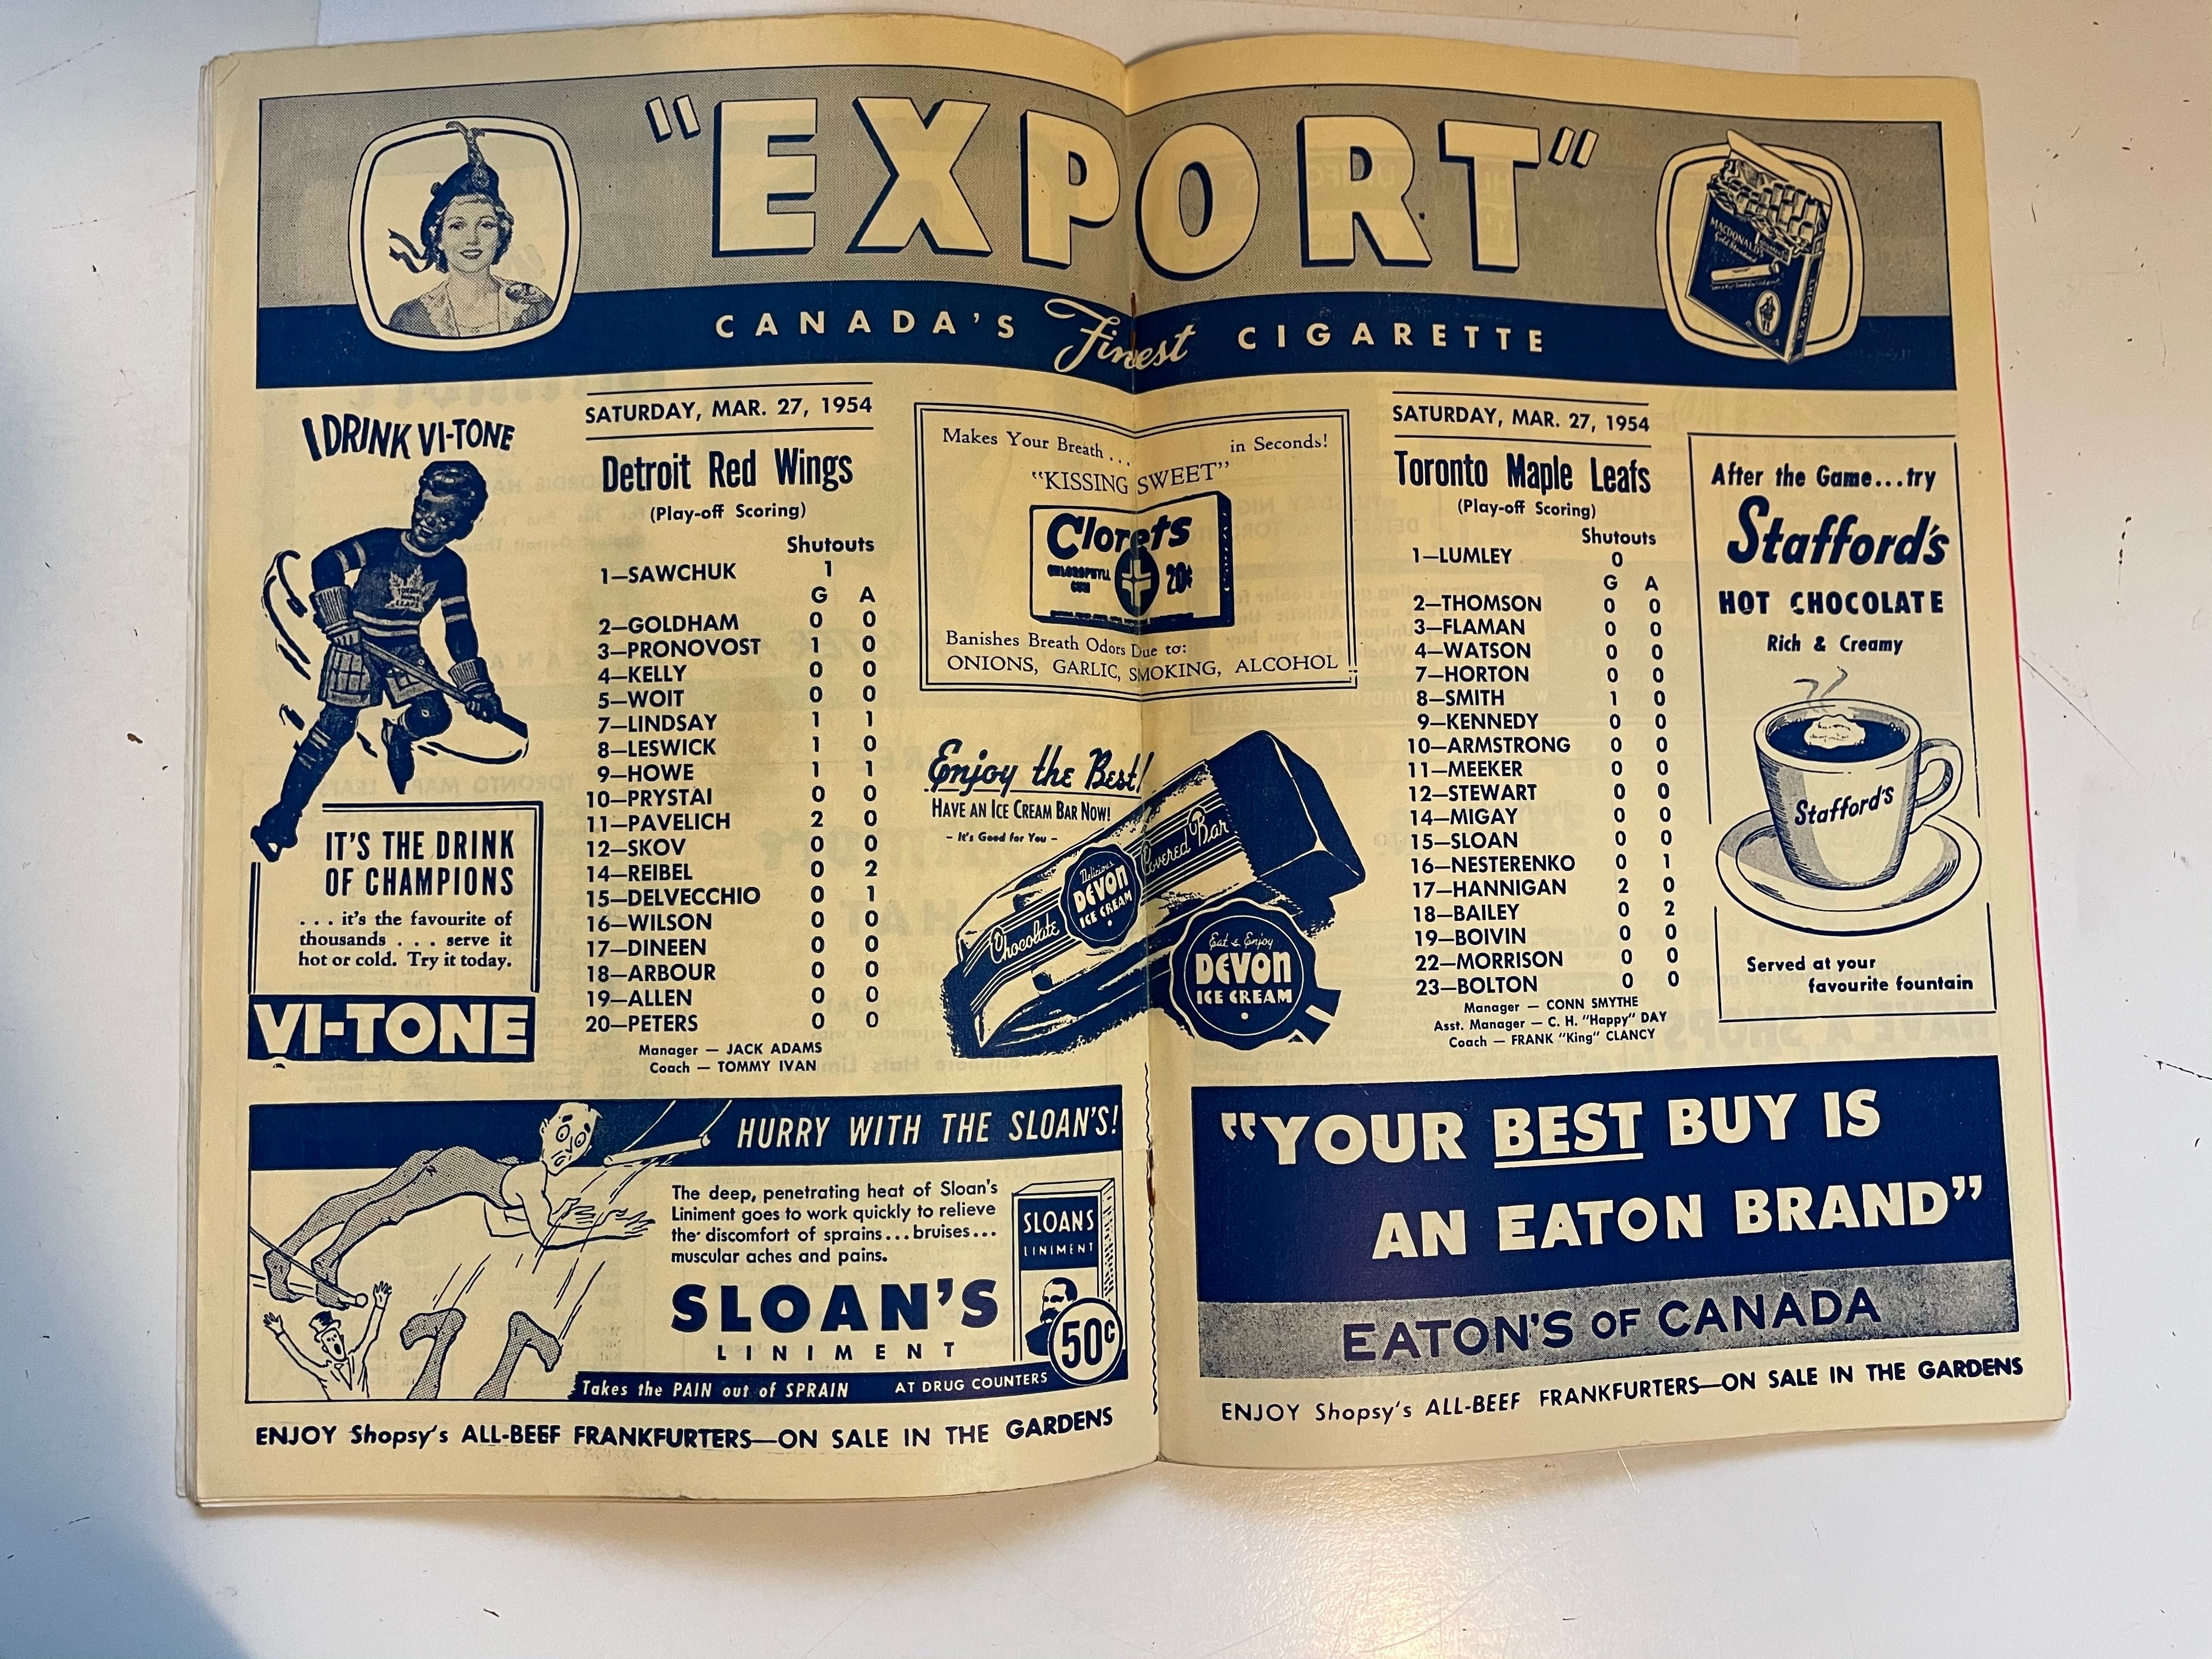 "EXPORT"
CANADA'S Finest CIGARETTE
MACDONALD'S
Gold Standard
EXPORT
I DRINK VI-TONE
TORONTO
MAPLE
LEAFS
IT'S THE DRINK
OF CHAMPIONS
. . . it's the favourite of
thousands . . . serve it
hot or cold. Try it today.
VI-TONE
SATURDAY, MAR. 27, 1954
Detroit Red Wings
(Play-off Scoring)
Shutouts
1—SAWCHUK 1
G A
2—GOLDHAM 0 0
3—PRONOVOST 1 0
4—KELLY 0 0
5—WOIT 0 0
7—LINDSAY 1 1
8—LESWICK 1 0
9—HOWE 1 1
10—PRYSTAI 0 0
11—PAVELICH 2 0
12—SKOV 0 0
14—REIBEL 0 2
15—DELVECCHIO 0 1
16—WILSON 0 0
17—DINEEN 0 0
18—ARBOUR 0 0
19—ALLEN 0 0
20—PETERS 0 0
Manager — JACK ADAMS
Coach — TOMMY IVAN
Makes Your Breath . . . in Seconds!
"KISSING SWEET"
Clorets
CHLOROPHYLL
GUM
20¢
Banishes Breath Odors Due to:
ONIONS, GARLIC, SMOKING, ALCOHOL
Enjoy the Best!
HAVE AN ICE CREAM BAR NOW!
– It's Good for You –
Chocolate Covered Bar
Delicious
DEVON
ICE CREAM
Eat & Enjoy
DEVON
ICE CREAM
SATURDAY, MAR. 27, 1954
Toronto Maple Leafs
(Play-off Scoring)
Shutouts
1—LUMLEY 0
G A
2—THOMSON 0 0
3—FLAMAN 0 0
4—WATSON 0 0
7—HORTON 0 0
8—SMITH 1 0
9—KENNEDY 0 0
10—ARMSTRONG 0 0
11—MEEKER 0 0
12—STEWART 0 0
14—MIGAY 0 0
15—SLOAN 0 0
16—NESTERENKO 0 1
17—HANNIGAN 2 0
18—BAILEY 0 2
19—BOIVIN 0 0
22—MORRISON 0 0
23—BOLTON 0 0
Manager — CONN SMYTHE
Asst. Manager — C. H. "Happy" DAY
Coach — FRANK "King" CLANCY
After the Game...try
Stafford's
HOT CHOCOLATE
Rich & Creamy
Stafford's
Served at your
favourite fountain
HURRY WITH THE SLOAN'S!
The deep, penetrating heat of Sloan's
Liniment goes to work quickly to relieve
the discomfort of sprains...bruises...
muscular aches and pains.
SLOAN'S
LINIMENT
SLOANS
LINIMENT
50¢
Takes the PAIN out of SPRAIN AT DRUG COUNTERS
ENJOY Shopsy's ALL-BEEF FRANKFURTERS—ON SALE IN THE GARDENS
"YOUR BEST BUY IS
AN EATON BRAND"
EATON'S OF CANADA
ENJOY Shopsy's ALL-BEEF FRANKFURTERS—ON SALE IN THE GARDENS